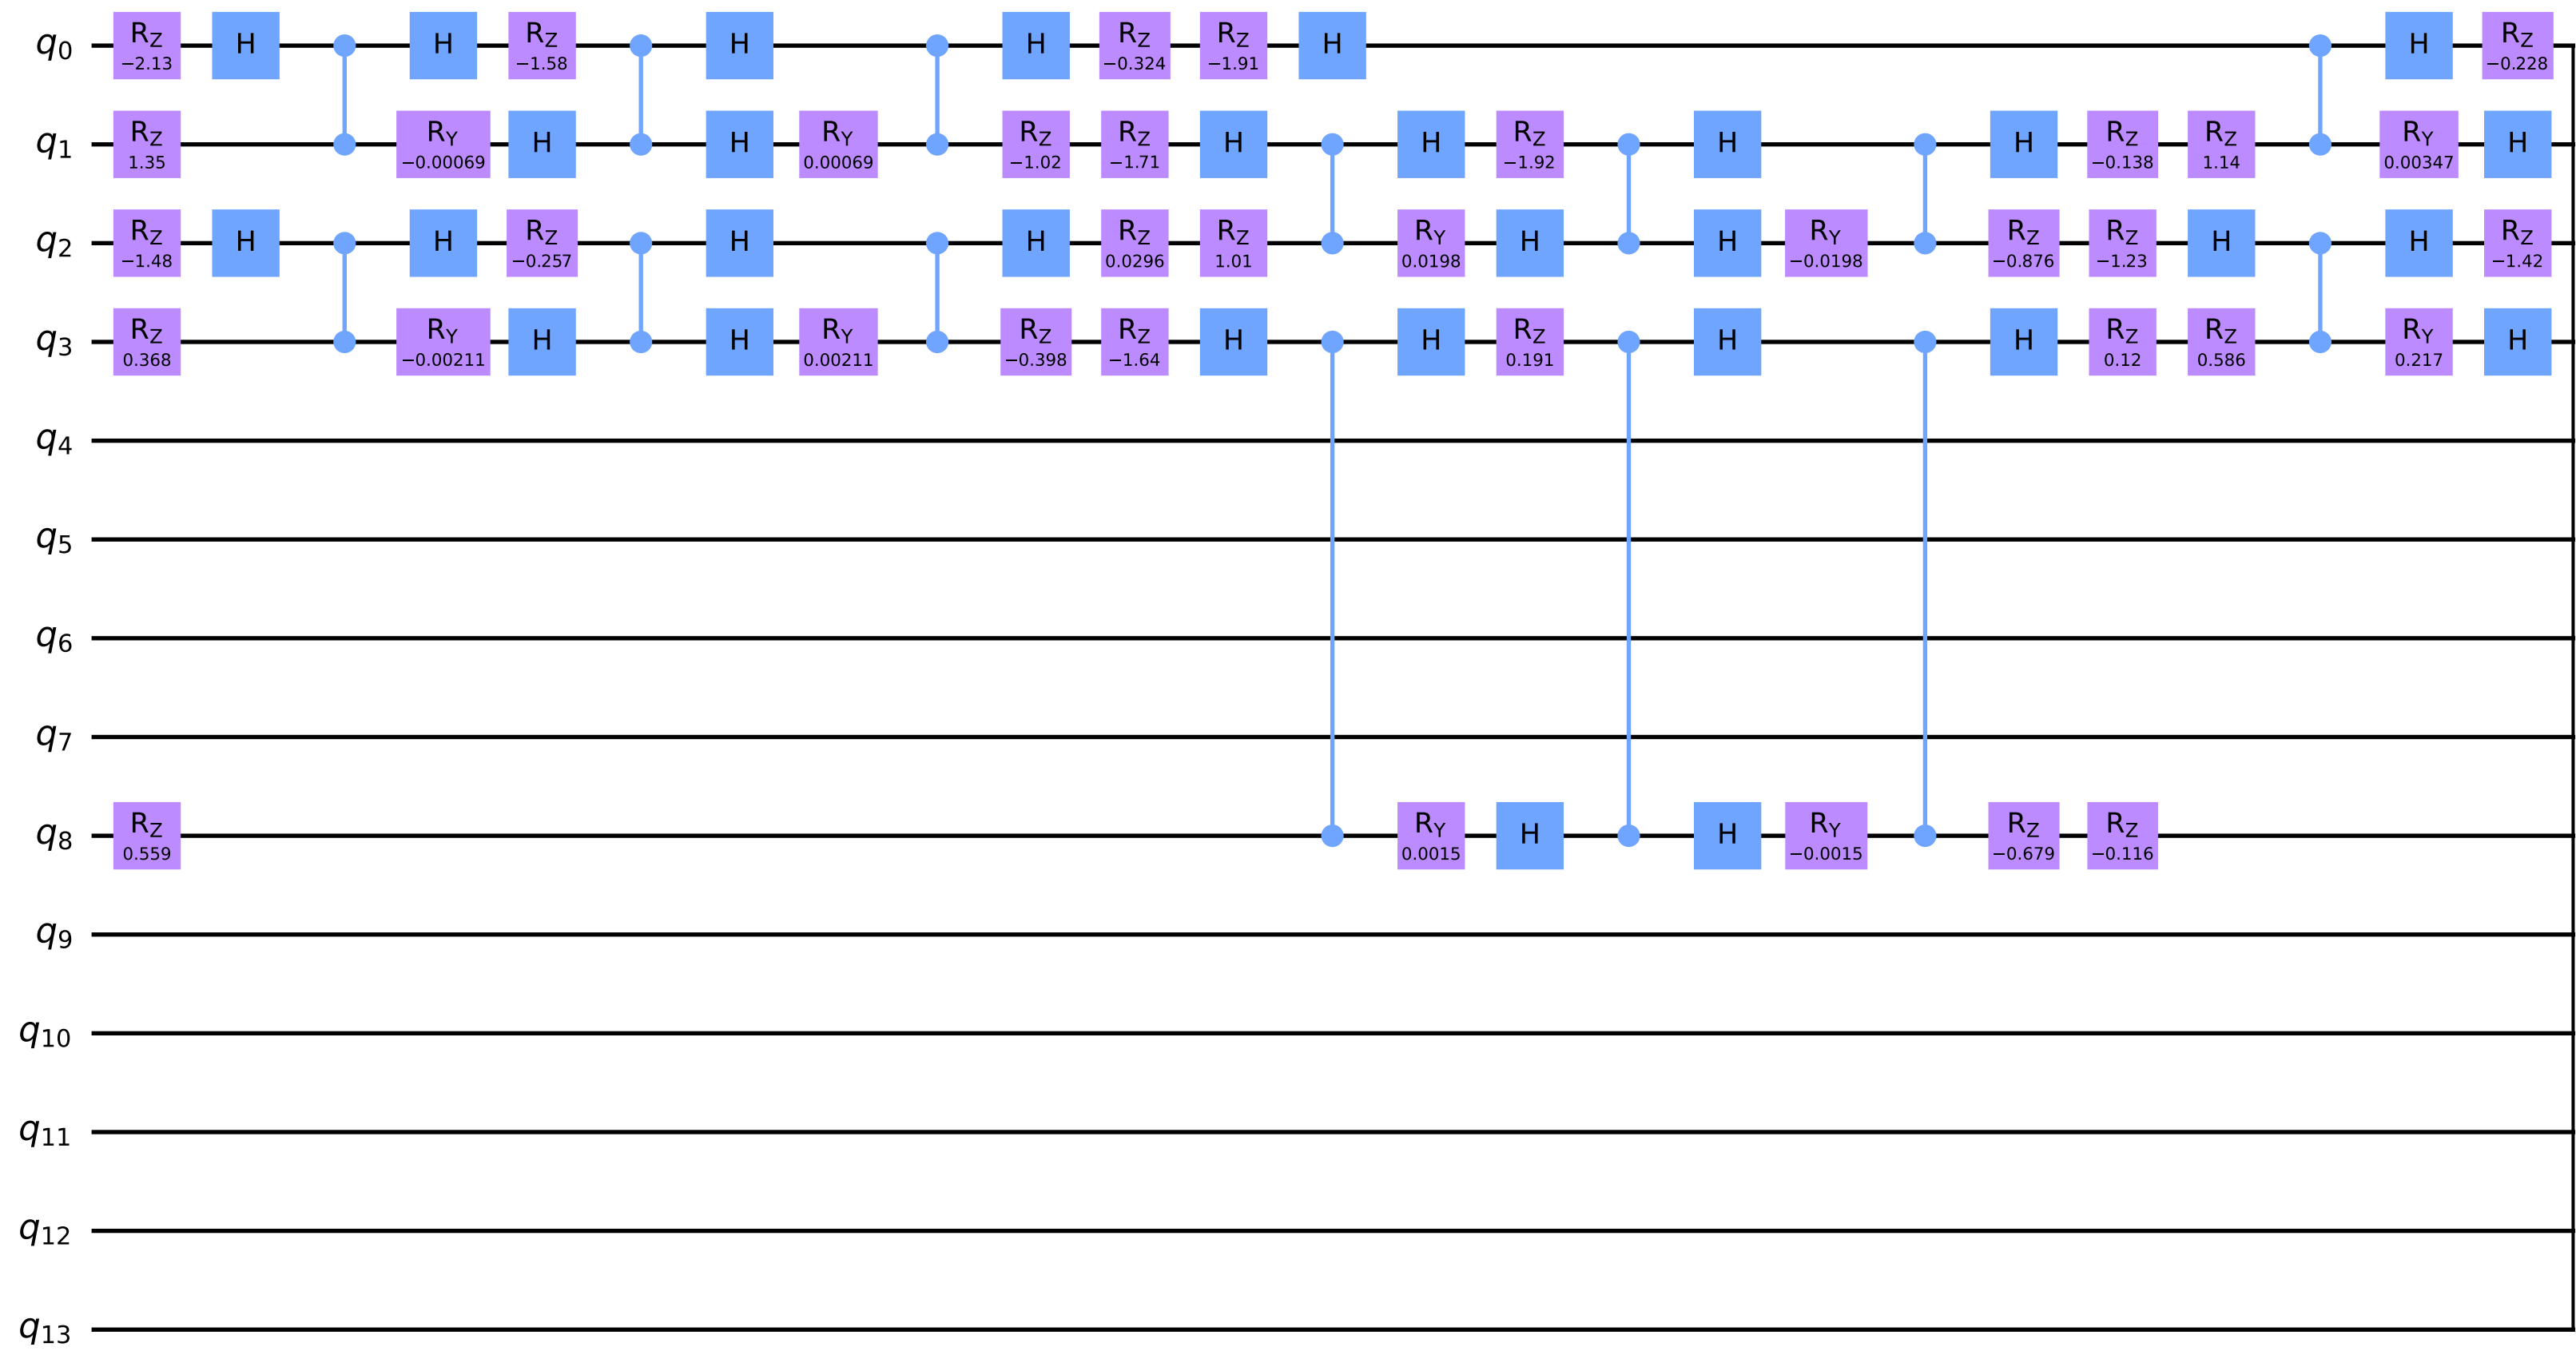 q0 RZ −2.13 H H RZ −1.58 H H RZ −0.324 RZ −1.91 H H RZ −0.228
q1 RZ 1.35 RY −0.00069 H H RY 0.00069 RZ −1.02 RZ −1.71 H H RZ −1.92 H H RZ −0.138 RZ 1.14 RY 0.00347 H
q2 RZ −1.48 H H RZ −0.257 H H RZ 0.0296 RZ 1.01 RY 0.0198 H H RY −0.0198 RZ −0.876 RZ −1.23 H H RZ −1.42
q3 RZ 0.368 RY −0.00211 H H RY 0.00211 RZ −0.398 RZ −1.64 H H RZ 0.191 H H RZ 0.12 RZ 0.586 RY 0.217 H
q4
q5
q6
q7
q8 RZ 0.559 RY 0.0015 H H RY −0.0015 RZ −0.679 RZ −0.116
q9
q10
q11
q12
q13